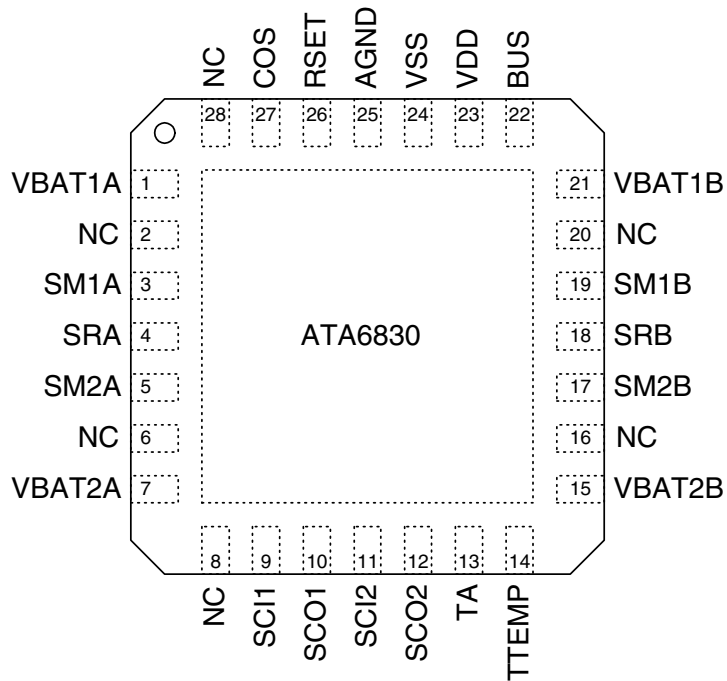 NC COS RSET AGND VSS VDD BUS
28 27 26 25 24 23 22
VBAT1A 1 21 VBAT1B
NC 2 20 NC
SM1A 3 19 SM1B
SRA 4 ATA6830 18 SRB
SM2A 5 17 SM2B
NC 6 16 NC
VBAT2A 7 15 VBAT2B
8 9 10 11 12 13 14
NC SCI1 SCO1 SCI2 SCO2 TA TTEMP